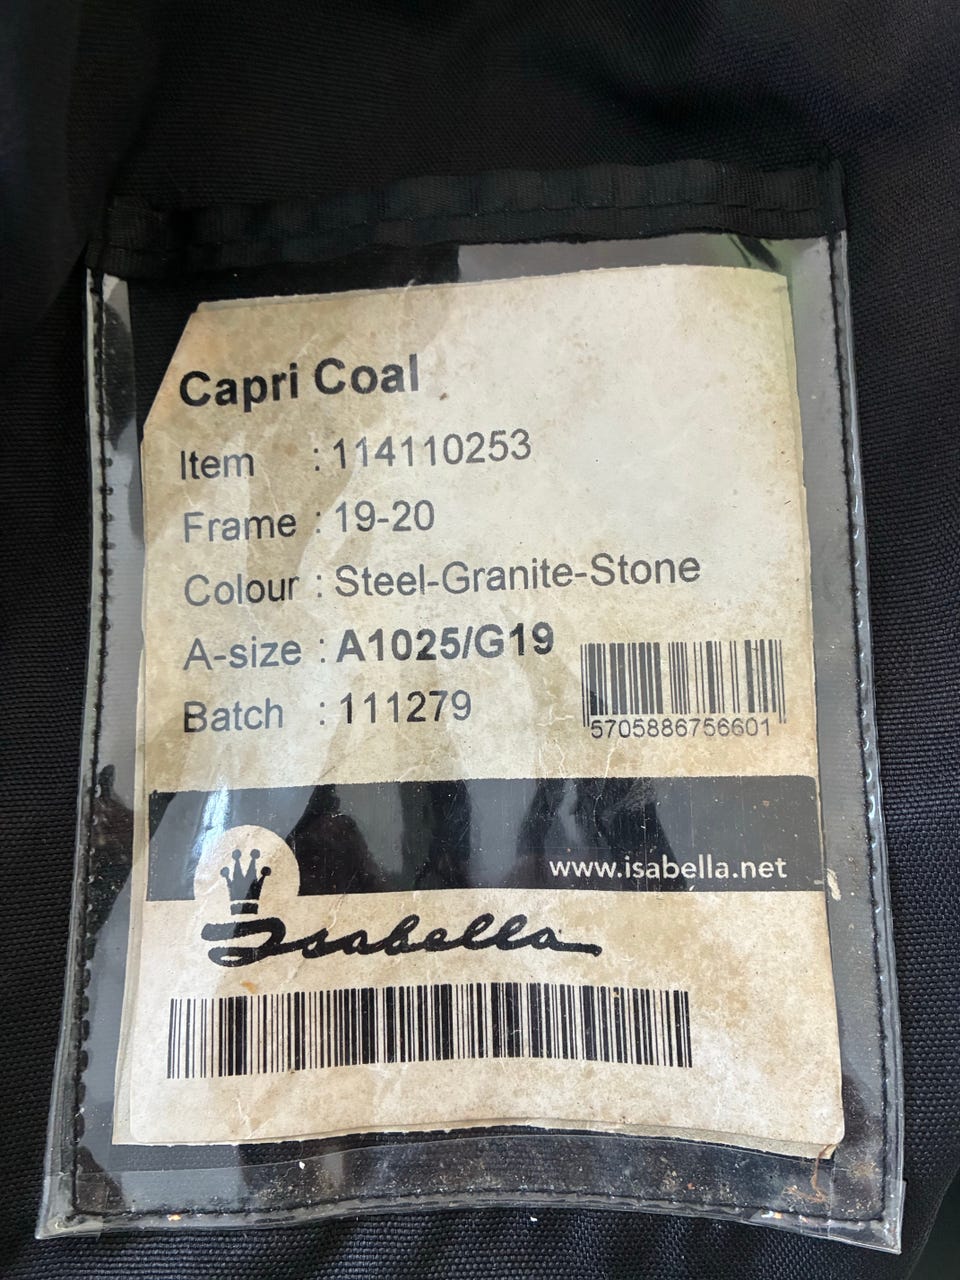 Capri Coal
Item : 114110253
Frame : 19-20
Colour : Steel-Granite-Stone
A-size : A1025/G19
Batch : 111279
5705886756601
www.isabella.net
Isabella